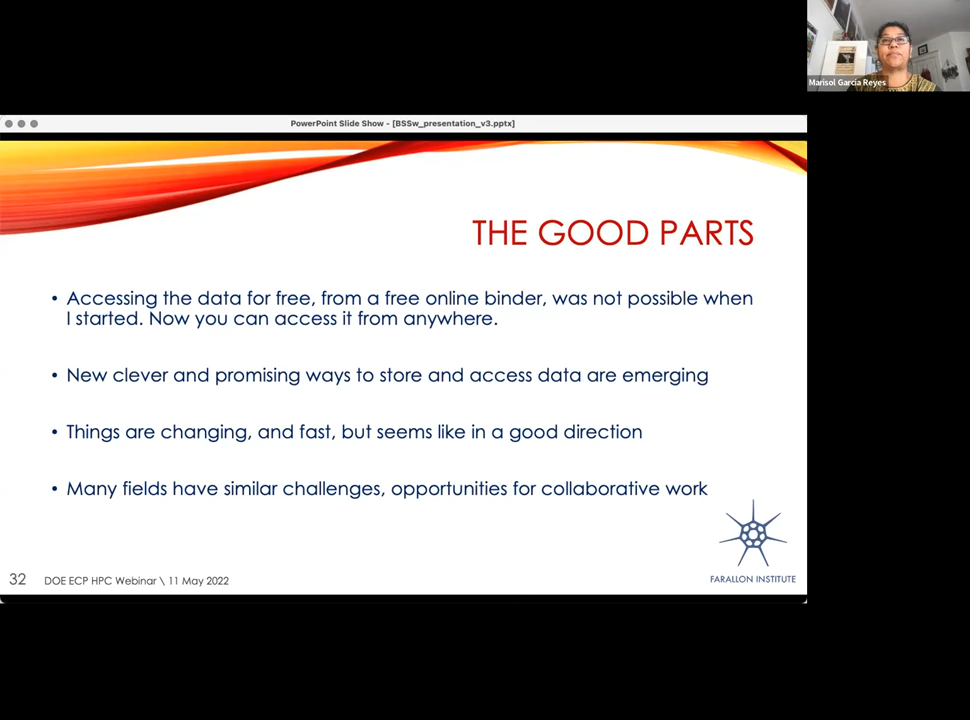 Marisol García Reyes
PowerPoint Slide Show - [BSSw_presentation_v3.pptx]
THE GOOD PARTS
• Accessing the data for free, from a free online binder, was not possible when
I started. Now you can access it from anywhere.
• New clever and promising ways to store and access data are emerging
• Things are changing, and fast, but seems like in a good direction
• Many fields have similar challenges, opportunities for collaborative work
FARALLON INSTITUTE
32 DOE ECP HPC Webinar \ 11 May 2022